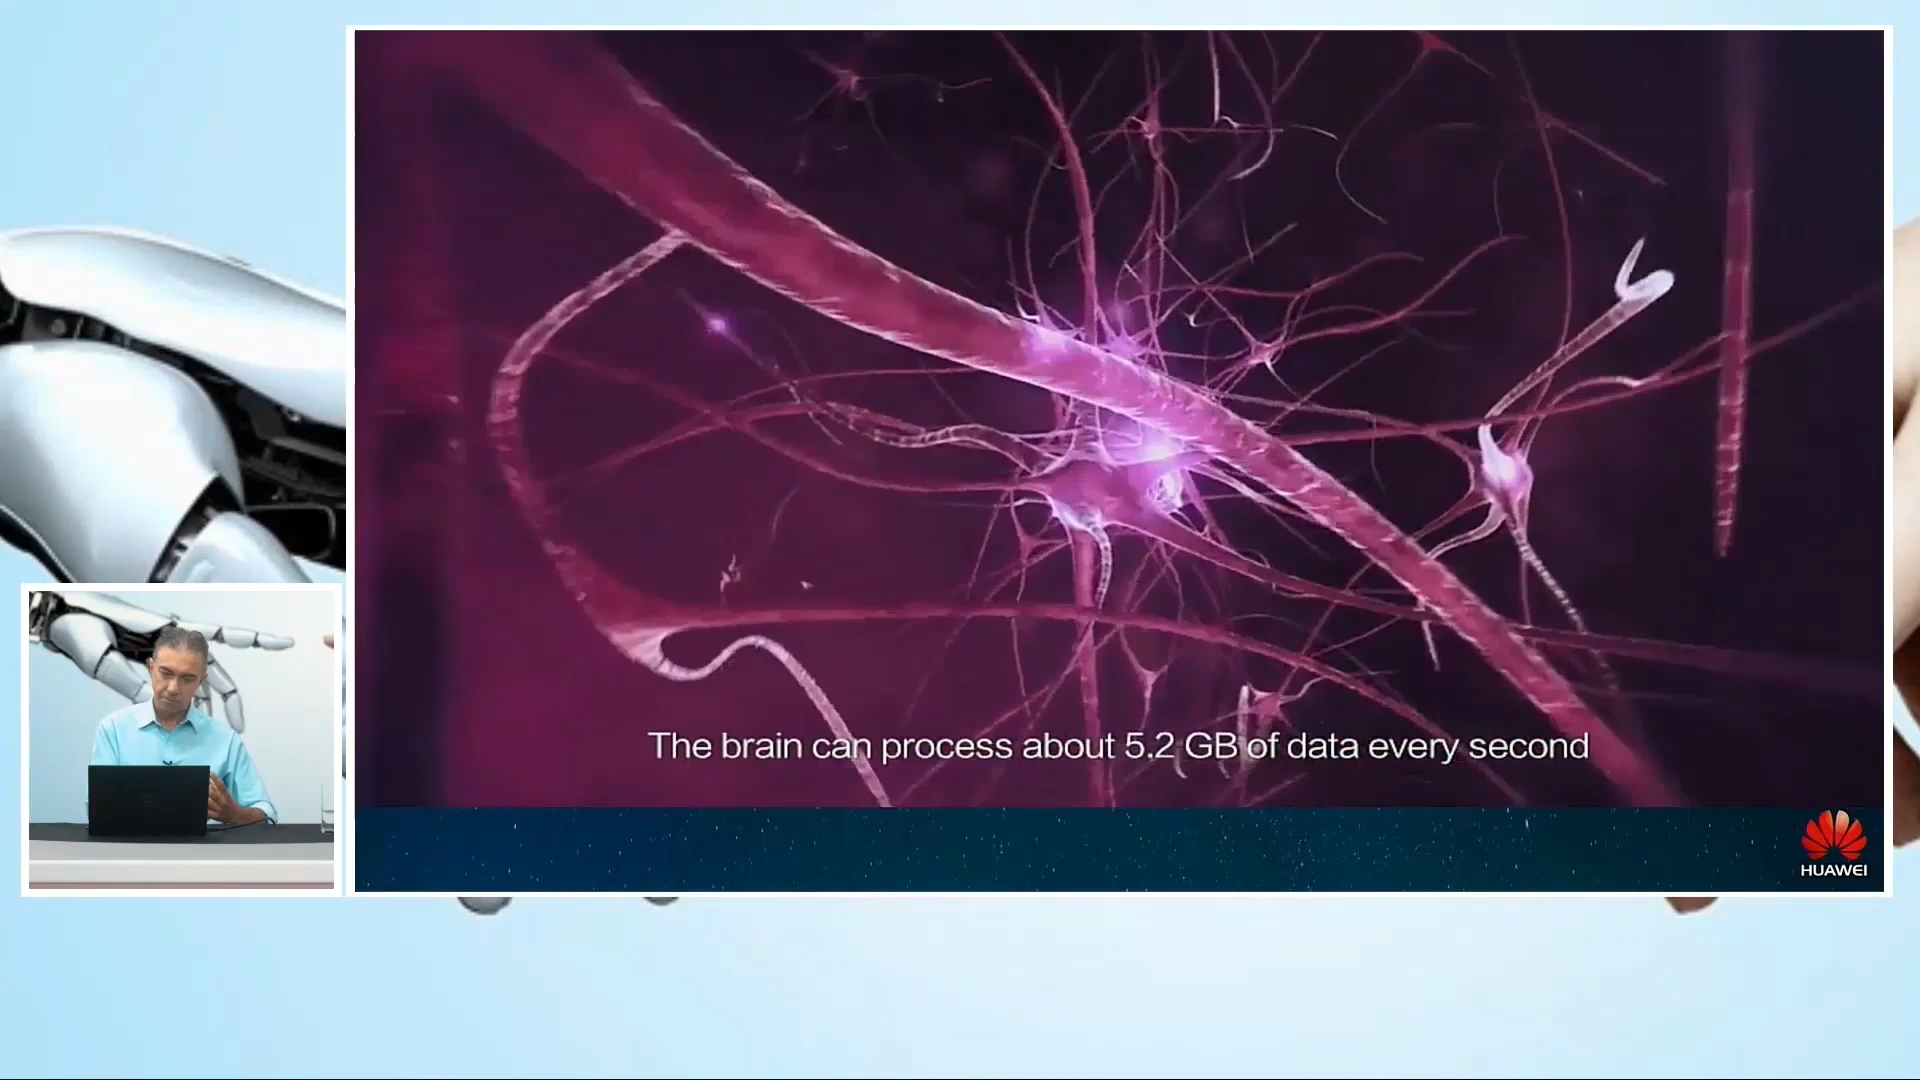 The brain can process about 5.2 GB of data every second
HUAWEI